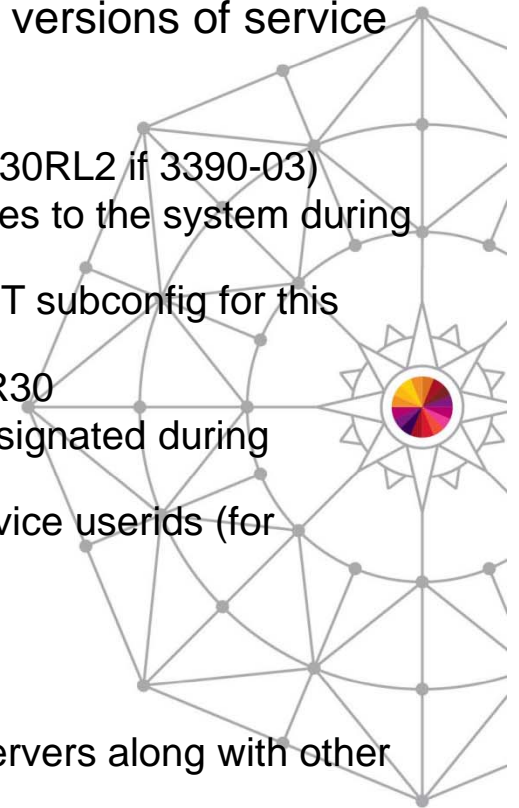 versions of service
30RL2 if 3390-03)
es to the system during
T subconfig for this
R30
signated during
vice userids (for
ervers along with other